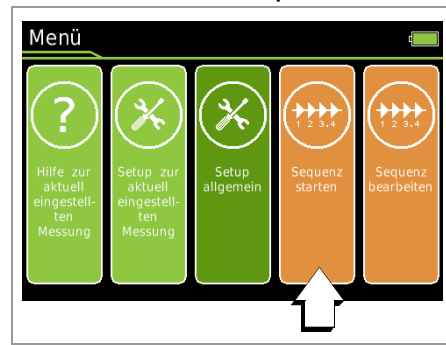 Menü
?
Hilfe zur
aktuell
eingestell-
ten
Messung
Setup zur
aktuell
eingestell-
ten
Messung
Setup
allgemein
1 2 3.4
Sequenz
starten
1 2 3.4
Sequenz
bearbeiten